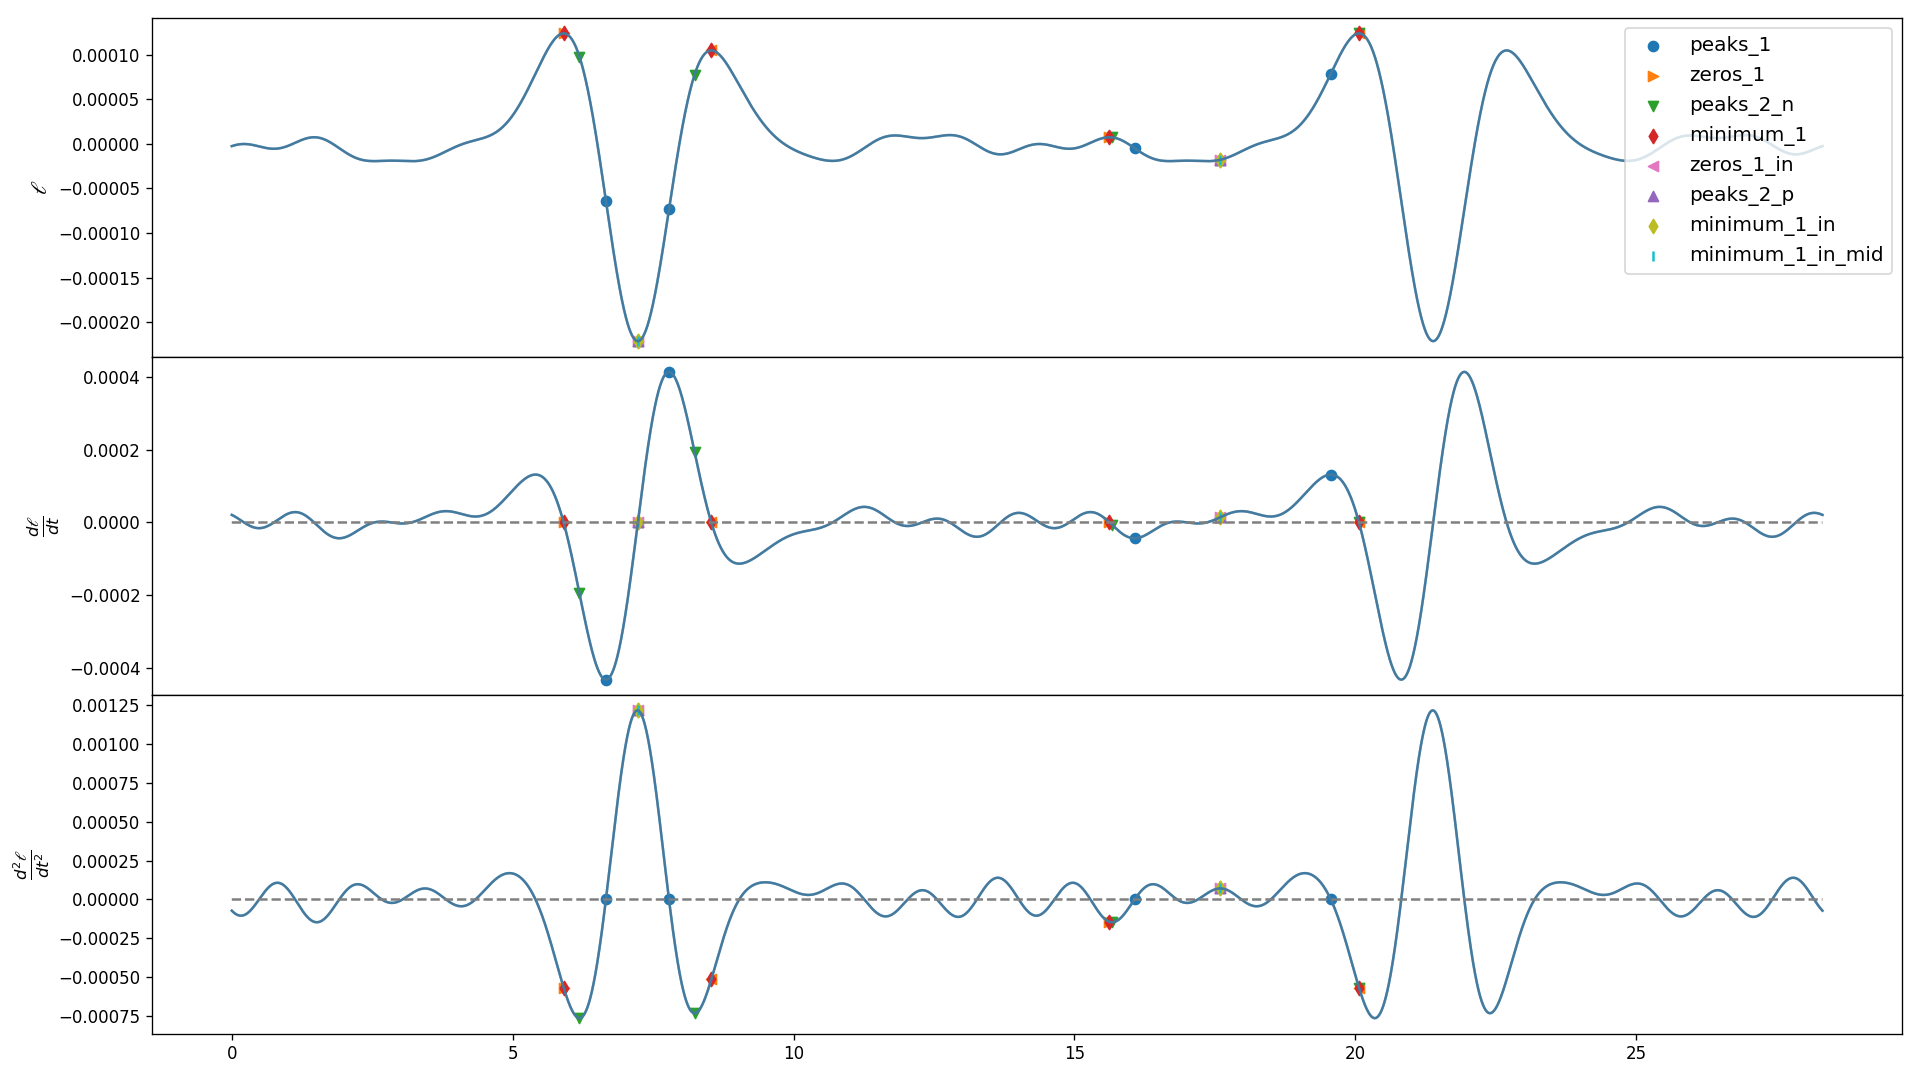 0.00010
0.00005
0.00000
−0.00005
−0.00010
−0.00015
−0.00020
ℓ
peaks_1
zeros_1
peaks_2_n
minimum_1
zeros_1_in
peaks_2_p
minimum_1_in
minimum_1_in_mid
0.0004
0.0002
0.0000
−0.0002
−0.0004
dℓ
dt
0.00125
0.00100
0.00075
0.00050
0.00025
0.00000
−0.00025
−0.00050
−0.00075
d²ℓ
dt²
0 5 10 15 20 25